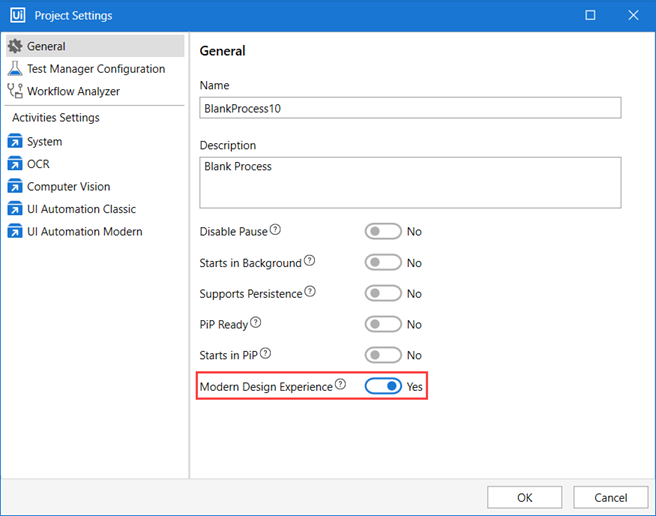 Ui Project Settings
General
Test Manager Configuration
Workflow Analyzer
Activities Settings
System
OCR
Computer Vision
UI Automation Classic
UI Automation Modern
General
Name
BlankProcess10
Description
Blank Process
Disable Pause ? No
Starts in Background ? No
Supports Persistence ? No
PiP Ready ? No
Starts in PiP ? No
Modern Design Experience ? Yes
OK Cancel